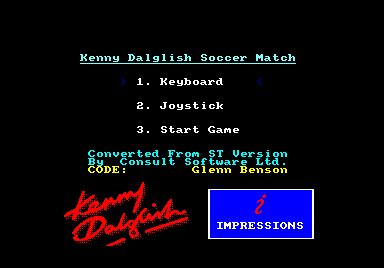 Kenny Dalglish Soccer Match
1. Keyboard
2. Joystick
3. Start Game
Converted From ST Version
By Consult Software Ltd.
CODE: Glenn Benson
Kenny
Dalglish
i
IMPRESSIONS